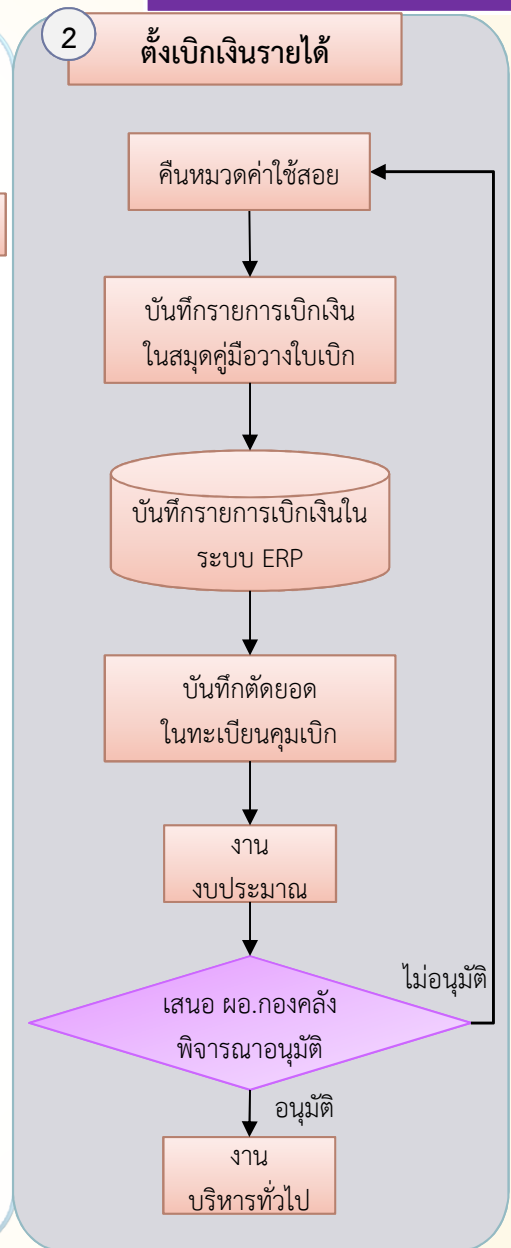 2
ตั้งเบิกเงินรายได้
คืนหมวดค่าใช้สอย
บันทึกรายการเบิกเงิน
ในสมุดคู่มือวางใบเบิก
บันทึกรายการเบิกเงินใน
ระบบ ERP
บันทึกตัดยอด
ในทะเบียนคุมเบิก
งาน
งบประมาณ
เสนอ ผอ.กองคลัง
พิจารณาอนุมัติ
ไม่อนุมัติ
อนุมัติ
งาน
บริหารทั่วไป